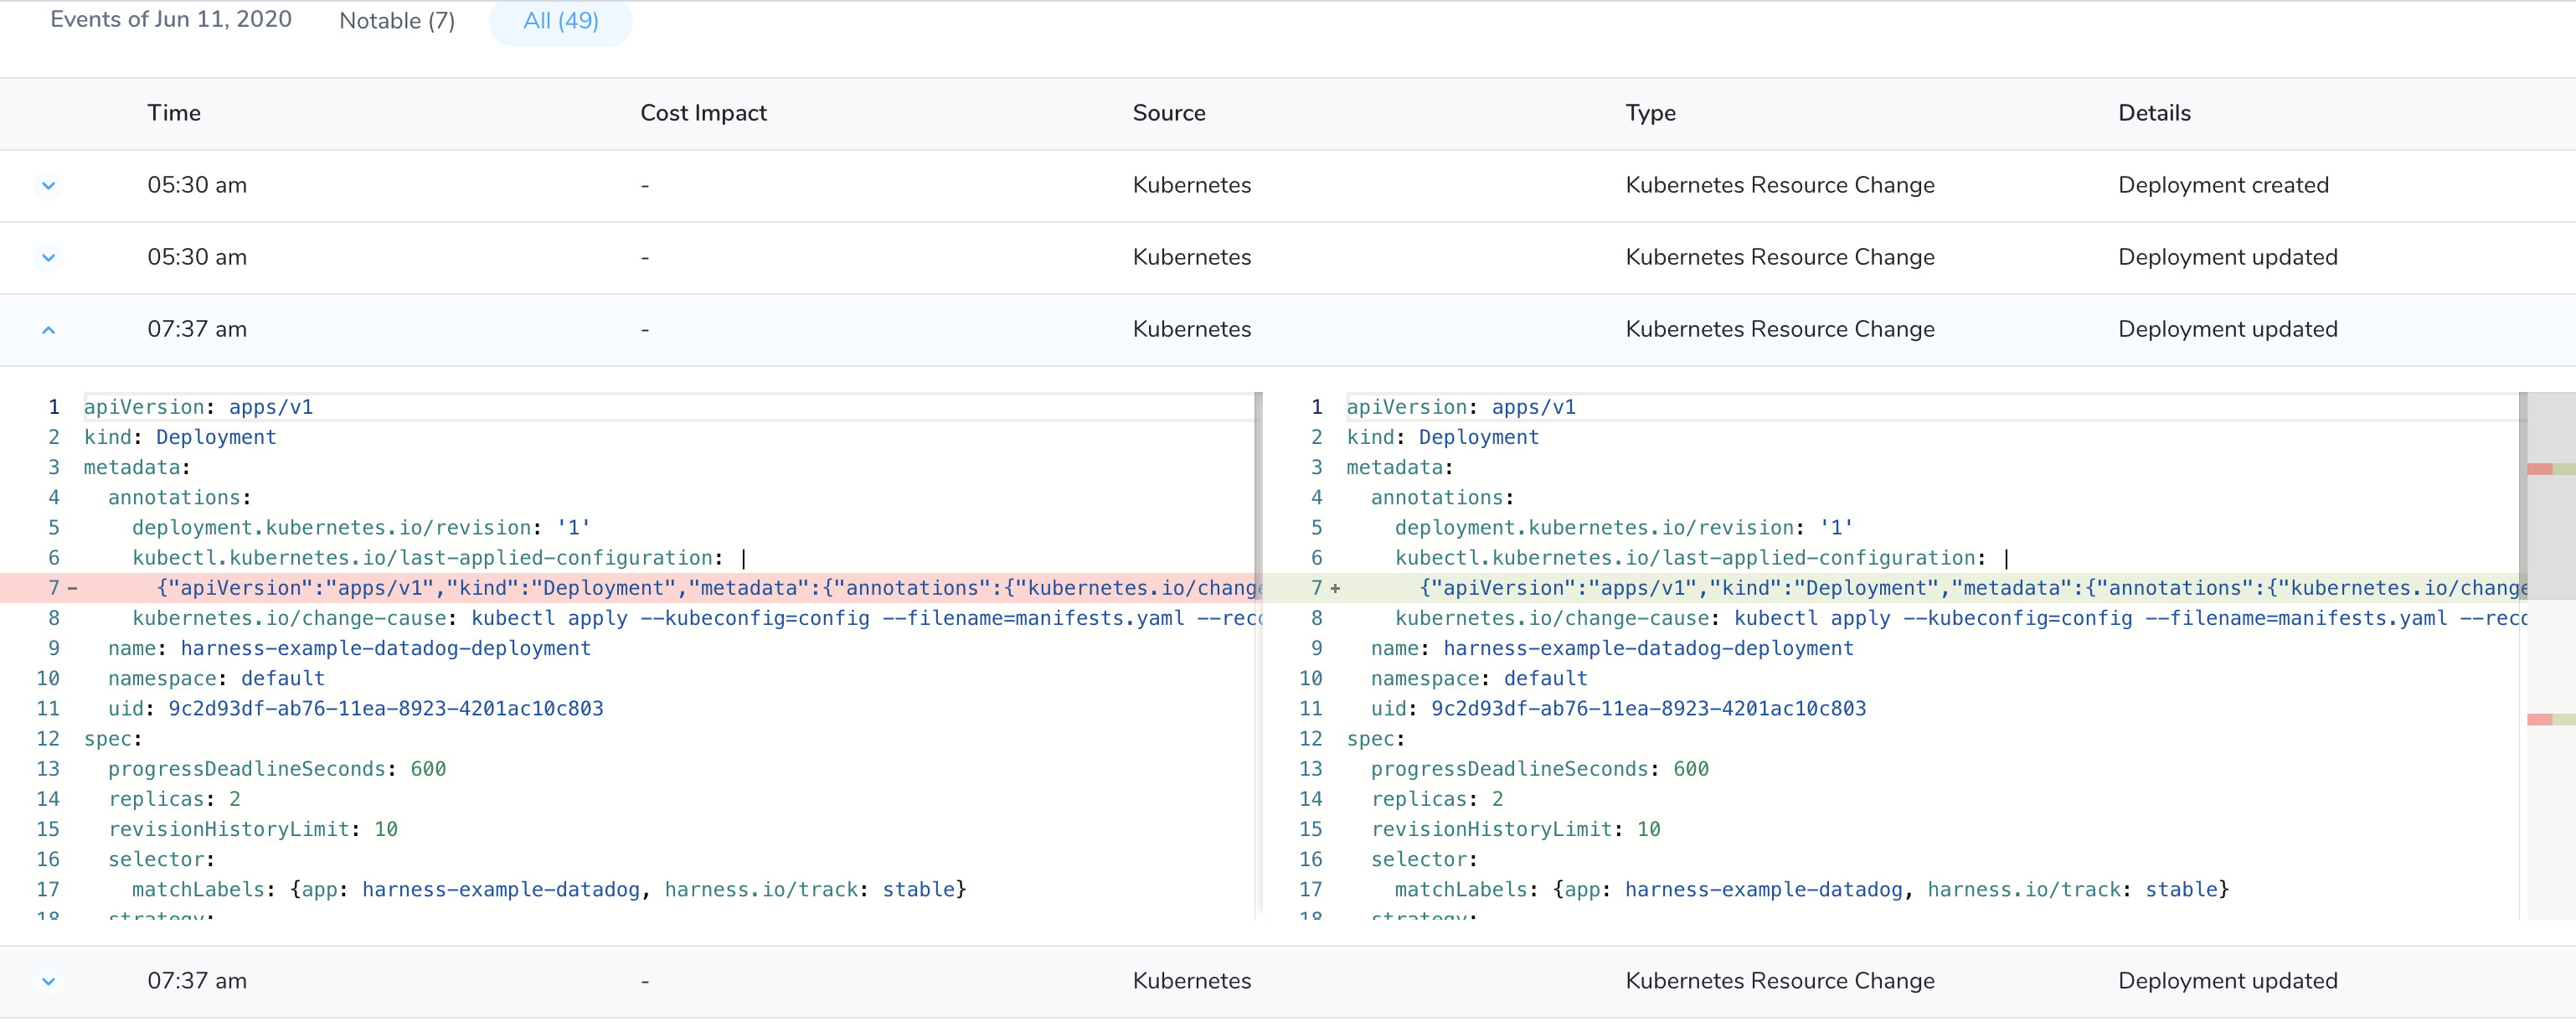 Events of Jun 11, 2020 Notable (7) All (49)
Time Cost Impact Source Type Details
05:30 am - Kubernetes Kubernetes Resource Change Deployment created
05:30 am - Kubernetes Kubernetes Resource Change Deployment updated
07:37 am - Kubernetes Kubernetes Resource Change Deployment updated
1 apiVersion: apps/v1
2 kind: Deployment
3 metadata:
4 annotations:
5 deployment.kubernetes.io/revision: '1'
6 kubectl.kubernetes.io/last-applied-configuration: |
7 - {"apiVersion":"apps/v1","kind":"Deployment","metadata":{"annotations":{"kubernetes.io/change
8 kubernetes.io/change-cause: kubectl apply --kubeconfig=config --filename=manifests.yaml --reco
9 name: harness-example-datadog-deployment
10 namespace: default
11 uid: 9c2d93df-ab76-11ea-8923-4201ac10c803
12 spec:
13 progressDeadlineSeconds: 600
14 replicas: 2
15 revisionHistoryLimit: 10
16 selector:
17 matchLabels: {app: harness-example-datadog, harness.io/track: stable}
18 strategy:
1 apiVersion: apps/v1
2 kind: Deployment
3 metadata:
4 annotations:
5 deployment.kubernetes.io/revision: '1'
6 kubectl.kubernetes.io/last-applied-configuration: |
7 + {"apiVersion":"apps/v1","kind":"Deployment","metadata":{"annotations":{"kubernetes.io/change
8 kubernetes.io/change-cause: kubectl apply --kubeconfig=config --filename=manifests.yaml --reco
9 name: harness-example-datadog-deployment
10 namespace: default
11 uid: 9c2d93df-ab76-11ea-8923-4201ac10c803
12 spec:
13 progressDeadlineSeconds: 600
14 replicas: 2
15 revisionHistoryLimit: 10
16 selector:
17 matchLabels: {app: harness-example-datadog, harness.io/track: stable}
18 strategy:
07:37 am - Kubernetes Kubernetes Resource Change Deployment updated